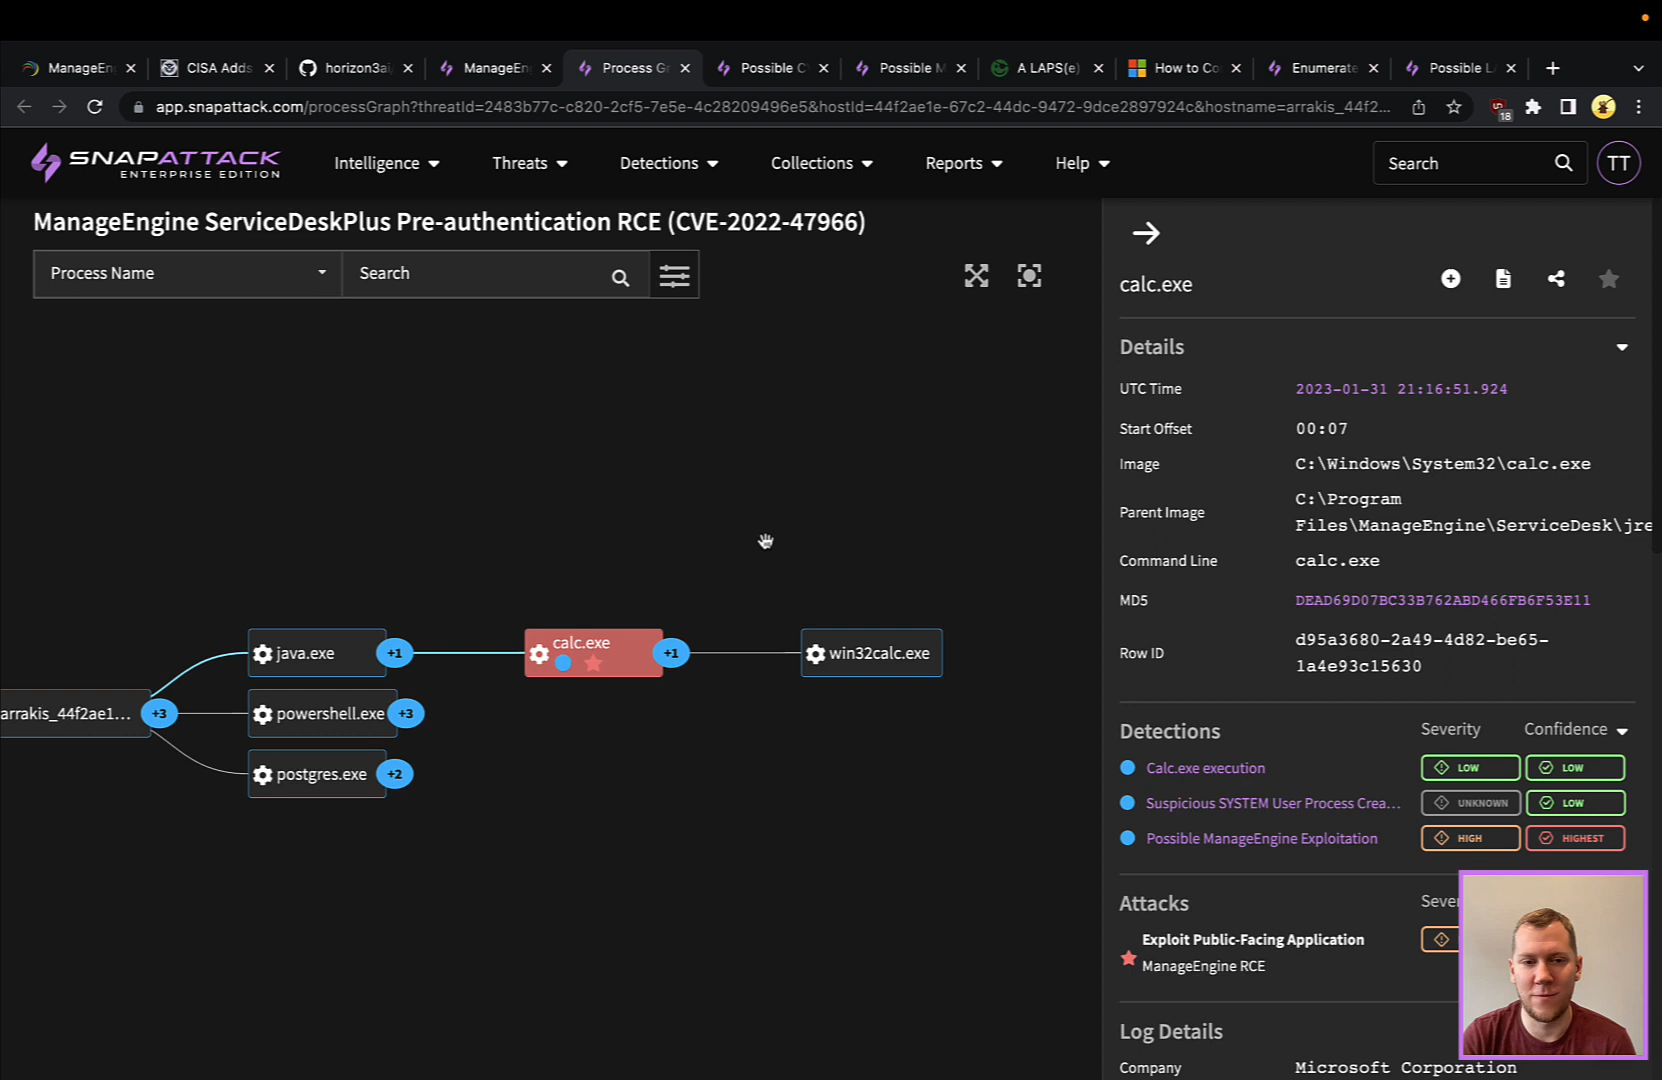 ManageEn
CISA Adds
horizon3ai
ManageEn
Process G
Possible C
Possible M
A LAPS(e)
How to Co
Enumerate
Possible L
app.snapattack.com/processGraph?threatId=2483b77c-c820-2cf5-7e5e-4c28209496e5&hostId=44f2ae1e-67c2-44dc-9472-9dce2897924c&hostname=arrakis_44f2...
18
SNAPATTACK
ENTERPRISE EDITION
Intelligence
Threats
Detections
Collections
Reports
Help
Search
TT
ManageEngine ServiceDeskPlus Pre-authentication RCE (CVE-2022-47966)
Process Name
Search
arrakis_44f2ae1...
+3
java.exe
+1
calc.exe
+1
win32calc.exe
powershell.exe
+3
postgres.exe
+2
calc.exe
Details
UTC Time
2023-01-31 21:16:51.924
Start Offset
00:07
Image
C:\Windows\System32\calc.exe
Parent Image
C:\Program
Files\ManageEngine\ServiceDesk\jre
Command Line
calc.exe
MD5
DEAD69D07BC33B762ABD466FB6F53E11
Row ID
d95a3680-2a49-4d82-be65-
1a4e93c15630
Detections
Severity
Confidence
Calc.exe execution
LOW
LOW
Suspicious SYSTEM User Process Crea...
UNKNOWN
LOW
Possible ManageEngine Exploitation
HIGH
HIGHEST
Attacks
Seve
Exploit Public-Facing Application
ManageEngine RCE
Log Details
Company
Microsoft Corporation